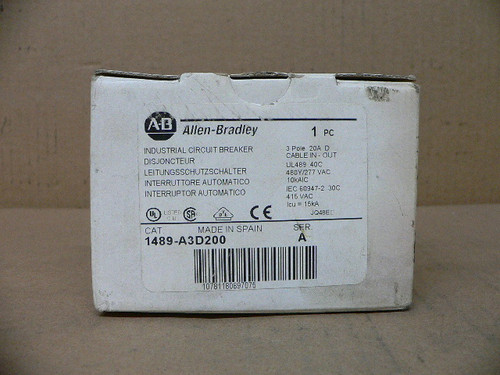 A-B Allen-Bradley
1 PC
INDUSTRIAL CIRCUIT BREAKER
DISJONCTEUR
LEITUNGSSCHUTZSCHALTER
INTERRUTTORE AUTOMATICO
INTERRUPTOR AUTOMATICO
3 Pole 20A D
CABLE IN - OUT
UL489 40C
480Y/277 VAC
10kAIC
IEC 60947-2 30C
415 VAC
Icu = 15kA
UL
CE
CAT
MADE IN SPAIN
SER
1489-A3D200
A
10781180697075